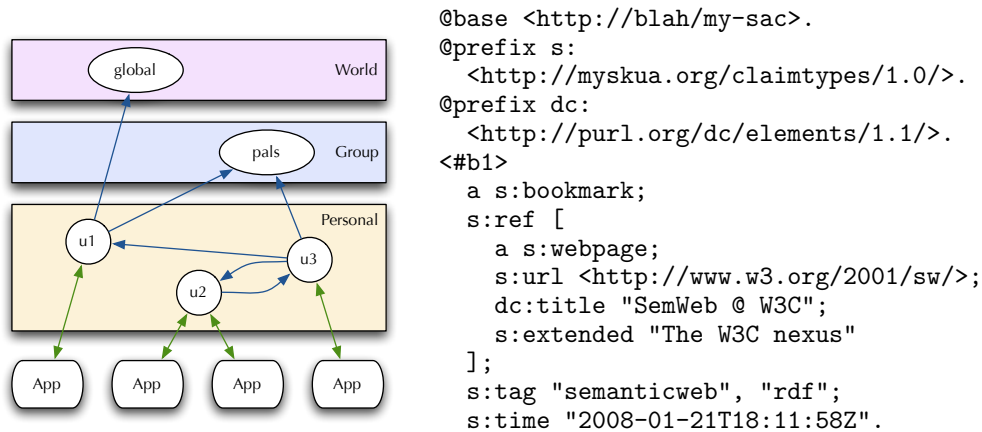 global
World
pals
Group
Personal
u1
u3
u2
App
App
App
App
@base <http://blah/my-sac>.
@prefix s:
  <http://myskua.org/claimtypes/1.0/>.
@prefix dc:
  <http://purl.org/dc/elements/1.1/>.
<#b1>
  a s:bookmark;
  s:ref [
    a s:webpage;
    s:url <http://www.w3.org/2001/sw/>;
    dc:title "SemWeb @ W3C";
    s:extended "The W3C nexus"
  ];
  s:tag "semanticweb", "rdf";
  s:time "2008-01-21T18:11:58Z".